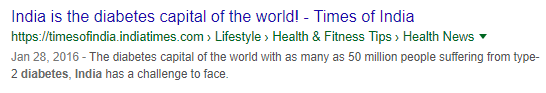 India is the diabetes capital of the world! - Times of India
https://timesofindia.indiatimes.com › Lifestyle › Health & Fitness Tips › Health News
Jan 28, 2016 - The diabetes capital of the world with as many as 50 million people suffering from type-
2 diabetes, India has a challenge to face.